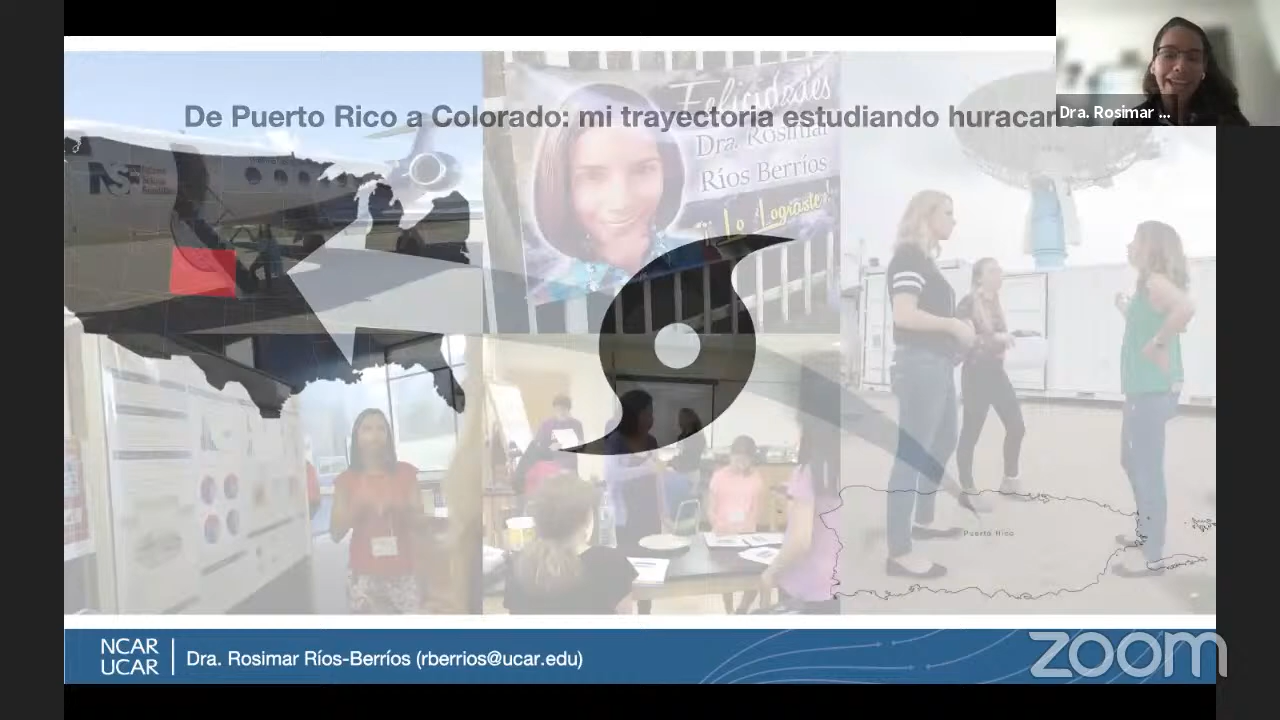 De Puerto Rico a Colorado: mi trayectoria estudiando huracan
Dra. Rosimar ...
NSF
Felicidades
Dra. Rosimar
Ríos Berríos
¡¡ Lo Lograste!
Puerto Rico
NCAR
UCAR
Dra. Rosimar Ríos-Berríos (rberrios@ucar.edu)
zoom